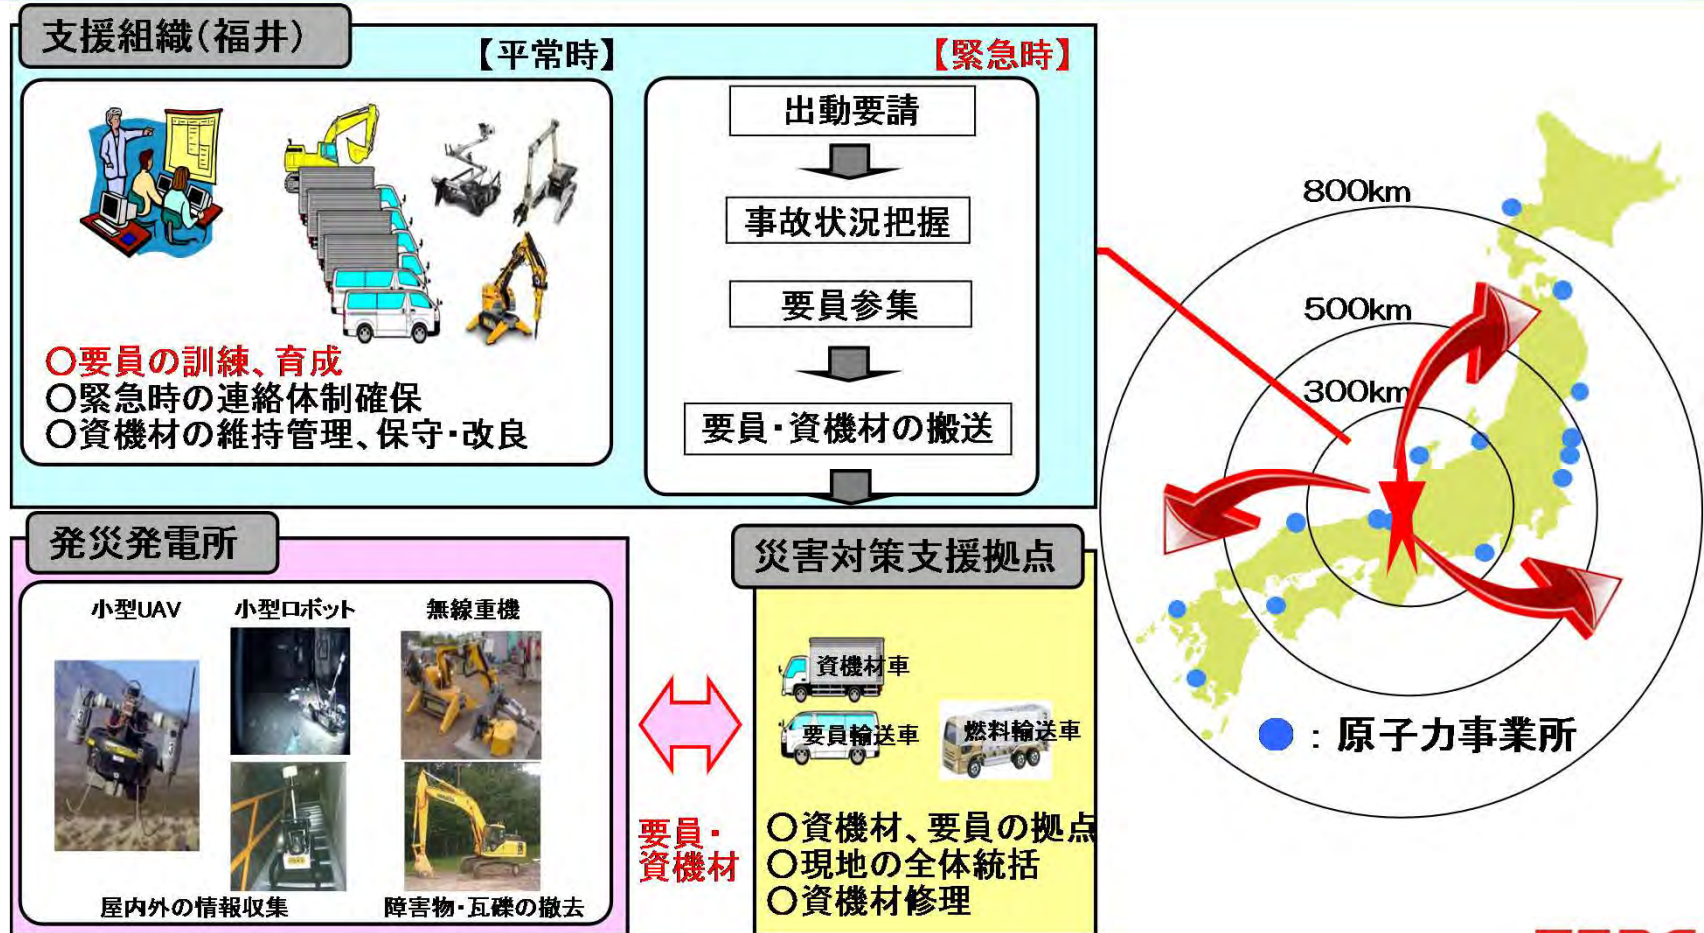 支援組織(福井)
【平常時】
【緊急時】
〇要員の訓練、育成
〇緊急時の連絡体制確保
〇資機材の維持管理、保守・改良
出動要請
事故状況把握
要員参集
要員・資機材の搬送
800km
500km
300km
●：原子力事業所
発災発電所
小型UAV
小型ロボット
無線重機
屋内外の情報収集
障害物・瓦礫の撤去
要員・
資機材
災害対策支援拠点
資機材車
要員輸送車
燃料輸送車
〇資機材、要員の拠点
〇現地の全体統括
〇資機材修理